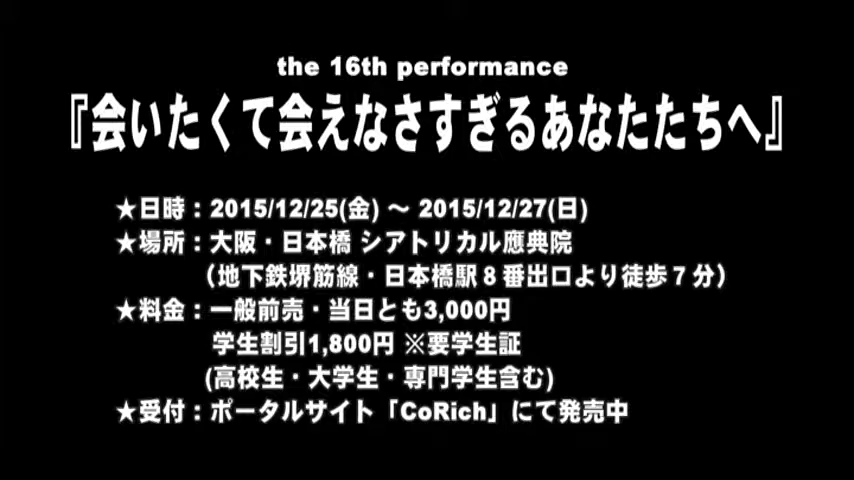 the 16th performance
『会いたくて会えなさすぎるあなたたちへ』
★日時：2015/12/25(金) ～ 2015/12/27(日)
★場所：大阪・日本橋 シアトリカル應典院
（地下鉄堺筋線・日本橋駅８番出口より徒歩７分）
★料金：一般前売・当日とも3,000円
学生割引1,800円 ※要学生証
(高校生・大学生・専門学生含む)
★受付：ポータルサイト「CoRich」にて発売中